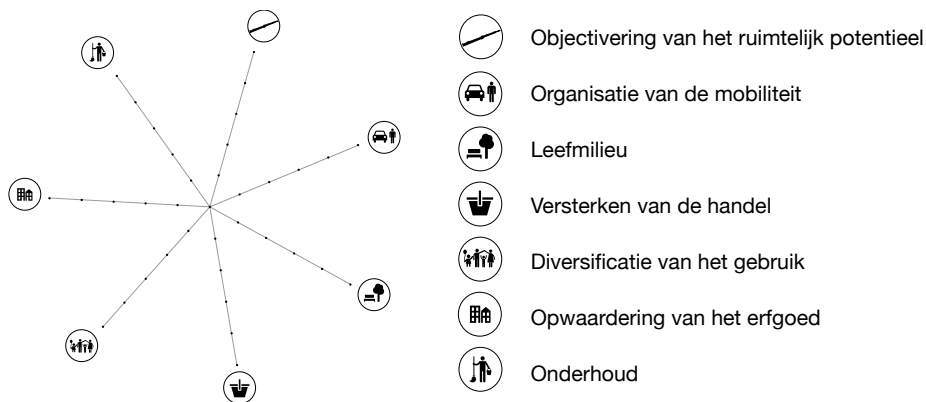 Objectivering van het ruimtelijk potentieel
Organisatie van de mobiliteit
Leefmilieu
Versterken van de handel
Diversificatie van het gebruik
Opwaardering van het erfgoed
Onderhoud